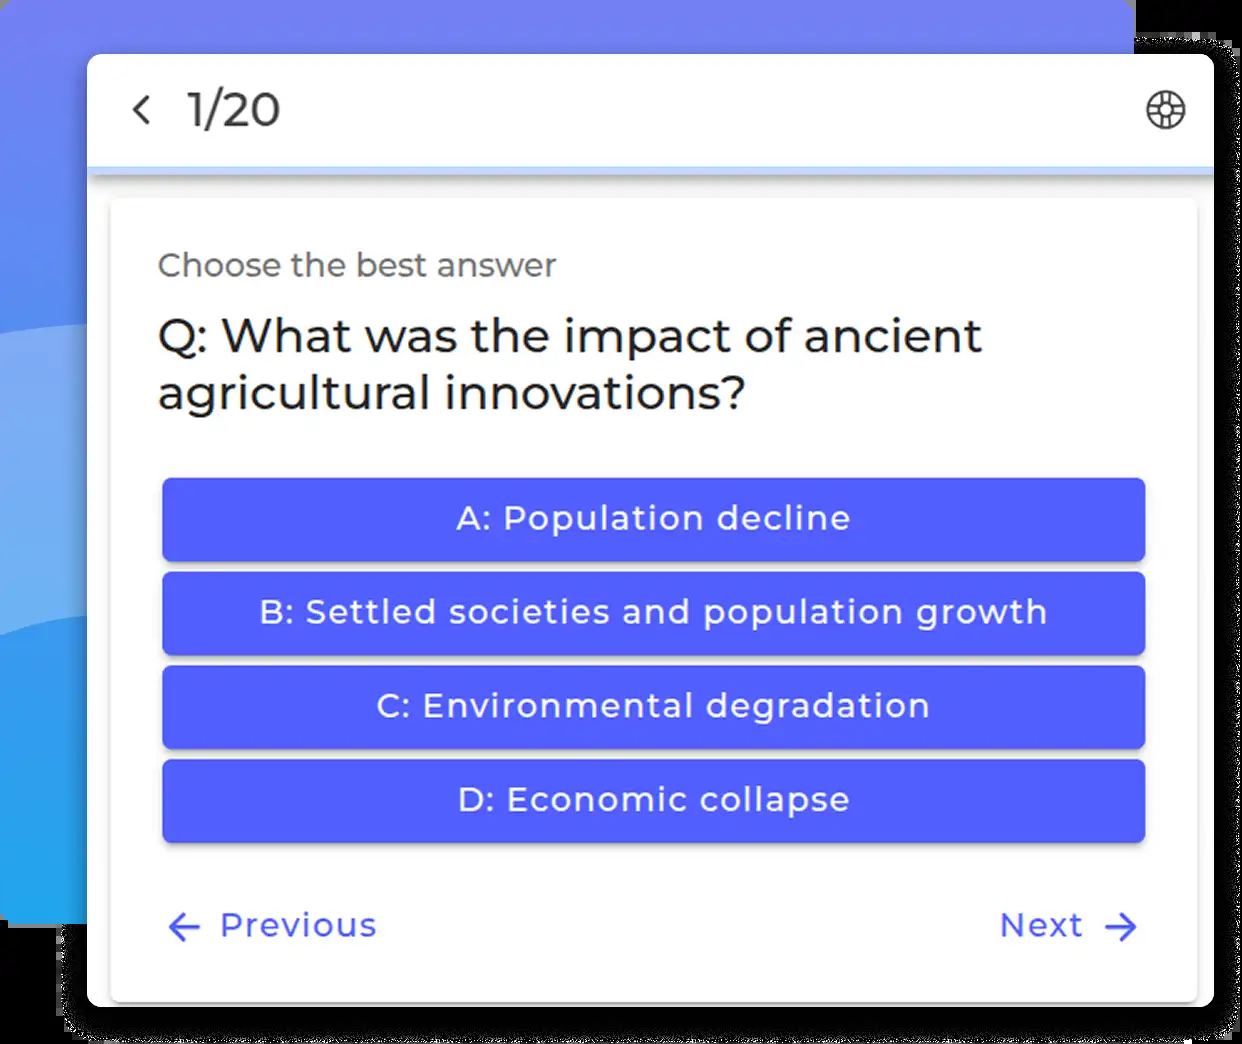 1/20
Choose the best answer
Q: What was the impact of ancient
agricultural innovations?
A: Population decline
B: Settled societies and population growth
C: Environmental degradation
D: Economic collapse
Previous
Next